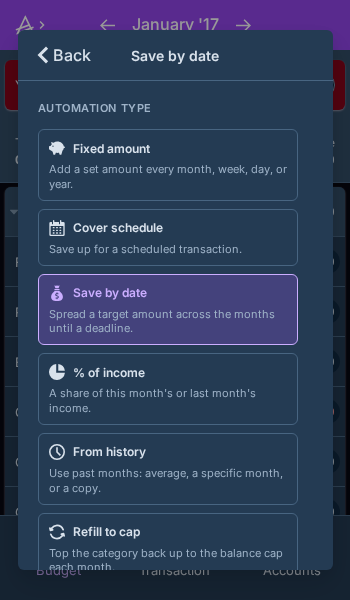 January '17
Back
Save by date
AUTOMATION TYPE
Fixed amount
Add a set amount every month, week, day, or
year.
Cover schedule
Save up for a scheduled transaction.
Save by date
Spread a target amount across the months
until a deadline.
% of income
A share of this month's or last month's
income.
From history
Use past months: average, a specific month,
or a copy.
Refill to cap
Top the category back up to the balance cap
each month.
Budget
Transaction
Accounts